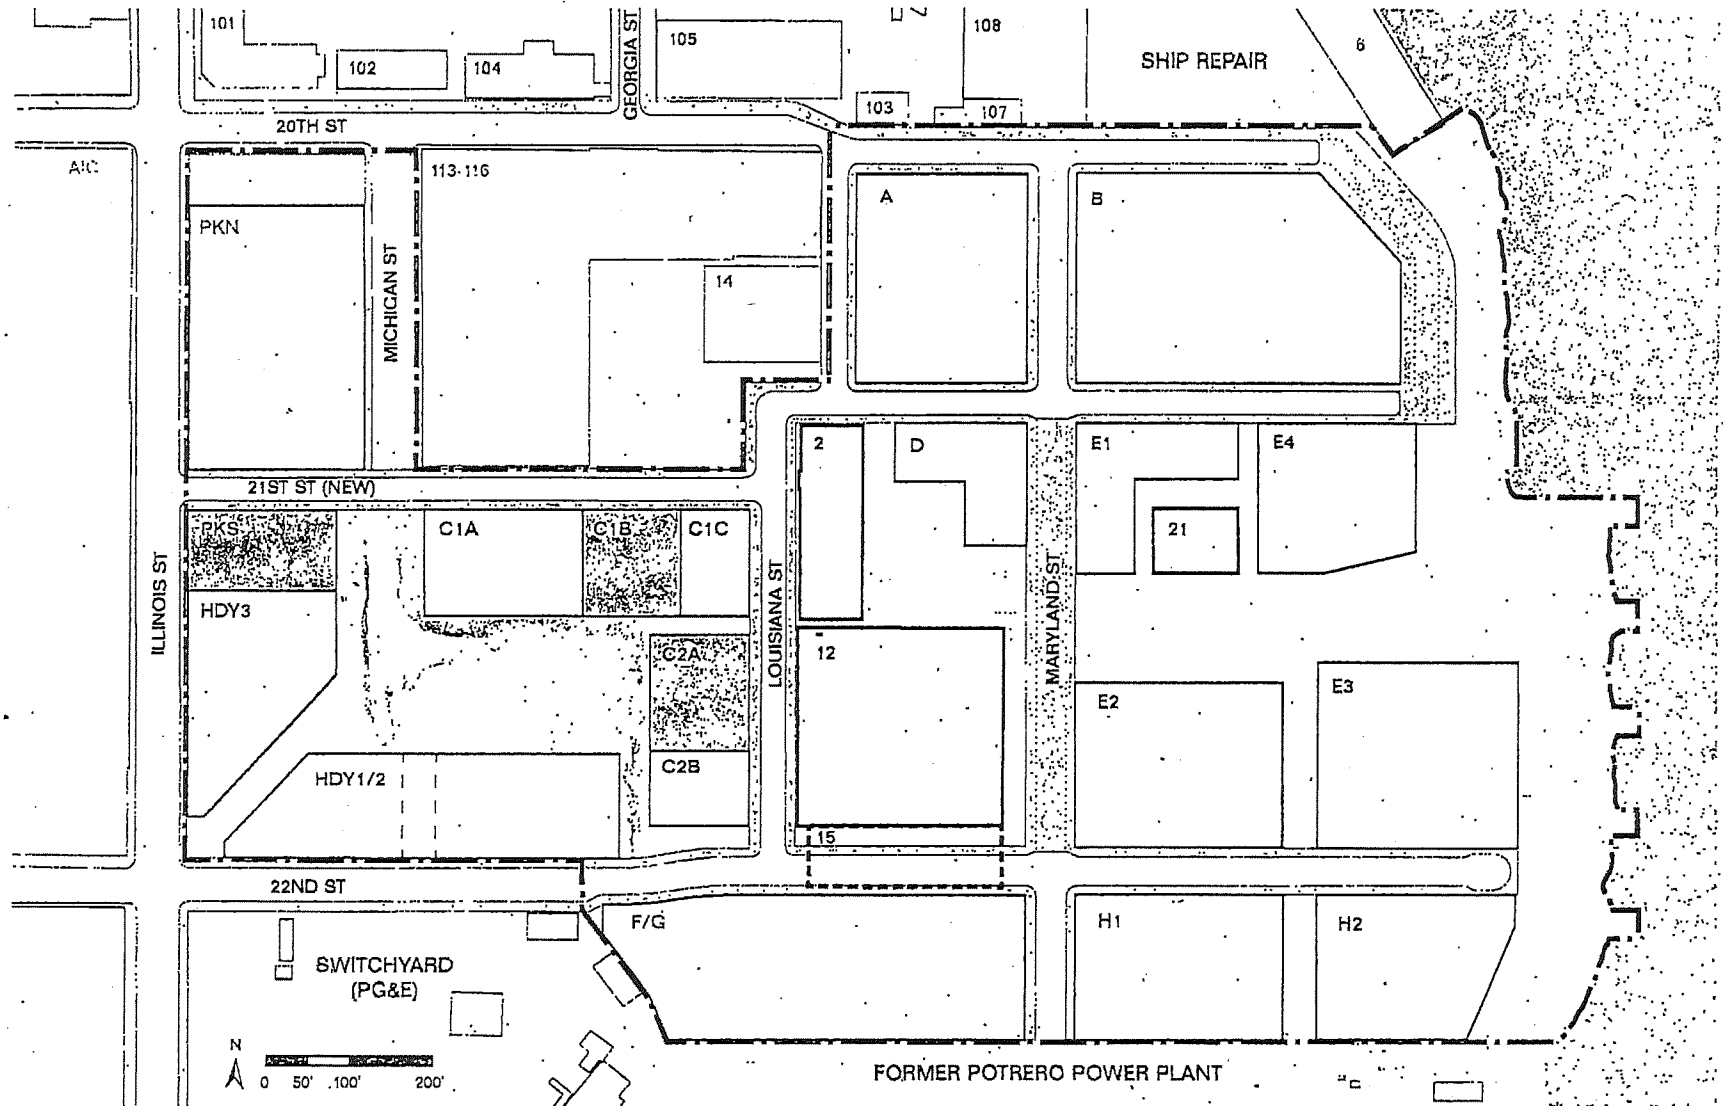 101
102
104
GEORGIA ST
105
108
SHIP REPAIR
6
103
107
20TH ST
113-116
PKN
MICHIGAN ST
14
A
B
21ST ST (NEW)
2
D
E1
E4
21
PKS
C1A
C1B
C1C
ILLINOIS ST
HDY3
LOUISIANA ST
MARYLAND ST
C2A
12
E2
E3
HDY1/2
C2B
15
22ND ST
F/G
H1
H2
SWITCHYARD
(PG&E)
N
0 50' 100' 200'
FORMER POTRERO POWER PLANT